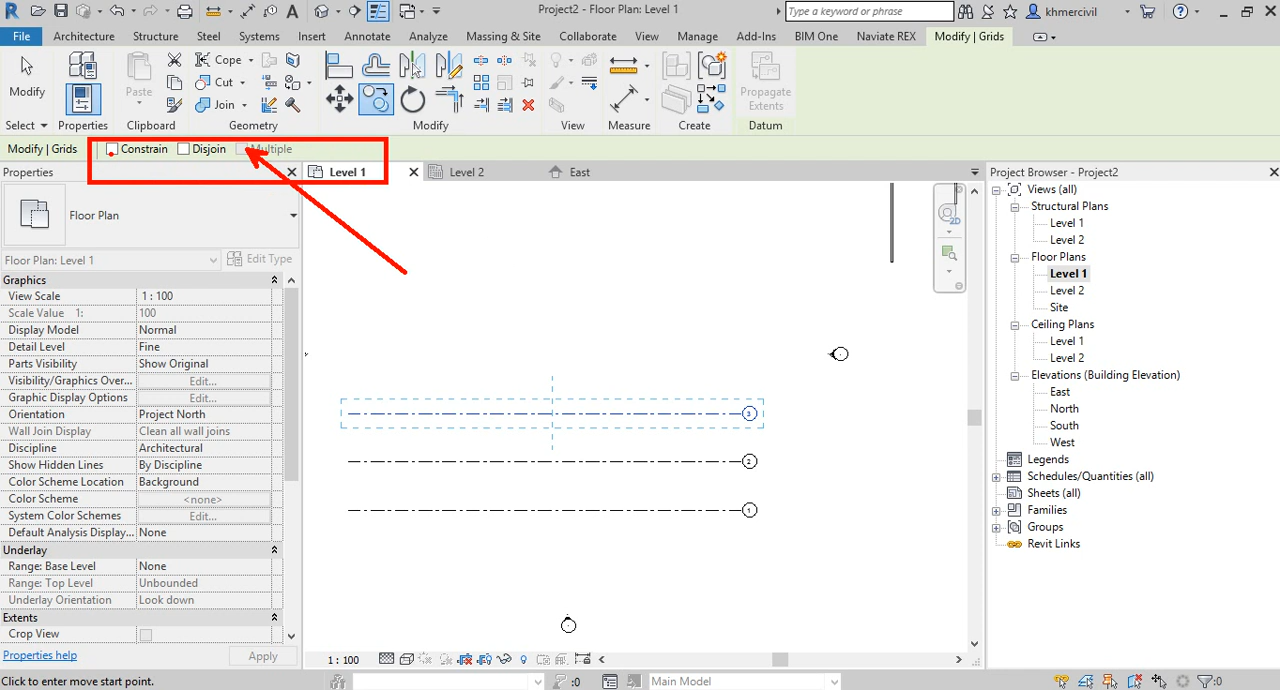 Project2 - Floor Plan: Level 1
Type a keyword or phrase
khmercivil
File Architecture Structure Steel Systems Insert Annotate Analyze Massing & Site Collaborate View Manage Add-Ins BIM One Naviate REX Modify | Grids
Modify
Paste
Cope
Cut
Join
Propagate
Extents
Select Properties Clipboard Geometry Modify View Measure Create Datum
Modify | Grids Constrain Disjoin Multiple
Properties
Level 1
Level 2
East
Project Browser - Project2
Floor Plan
Floor Plan: Level 1
Edit Type
Graphics
View Scale 1 : 100
Scale Value 1: 100
Display Model Normal
Detail Level Fine
Parts Visibility Show Original
Visibility/Graphics Over... Edit...
Graphic Display Options Edit...
Orientation Project North
Wall Join Display Clean all wall joins
Discipline Architectural
Show Hidden Lines By Discipline
Color Scheme Location Background
Color Scheme <none>
System Color Schemes Edit...
Default Analysis Display... None
Underlay
Range: Base Level None
Range: Top Level Unbounded
Underlay Orientation Look down
Extents
Crop View
Properties help
Apply
2D
3
2
1
Views (all)
Structural Plans
Level 1
Level 2
Floor Plans
Level 1
Level 2
Site
Ceiling Plans
Level 1
Level 2
Elevations (Building Elevation)
East
North
South
West
Legends
Schedules/Quantities (all)
Sheets (all)
Families
Groups
Revit Links
1 : 100
Click to enter move start point.
:0
Main Model
:0